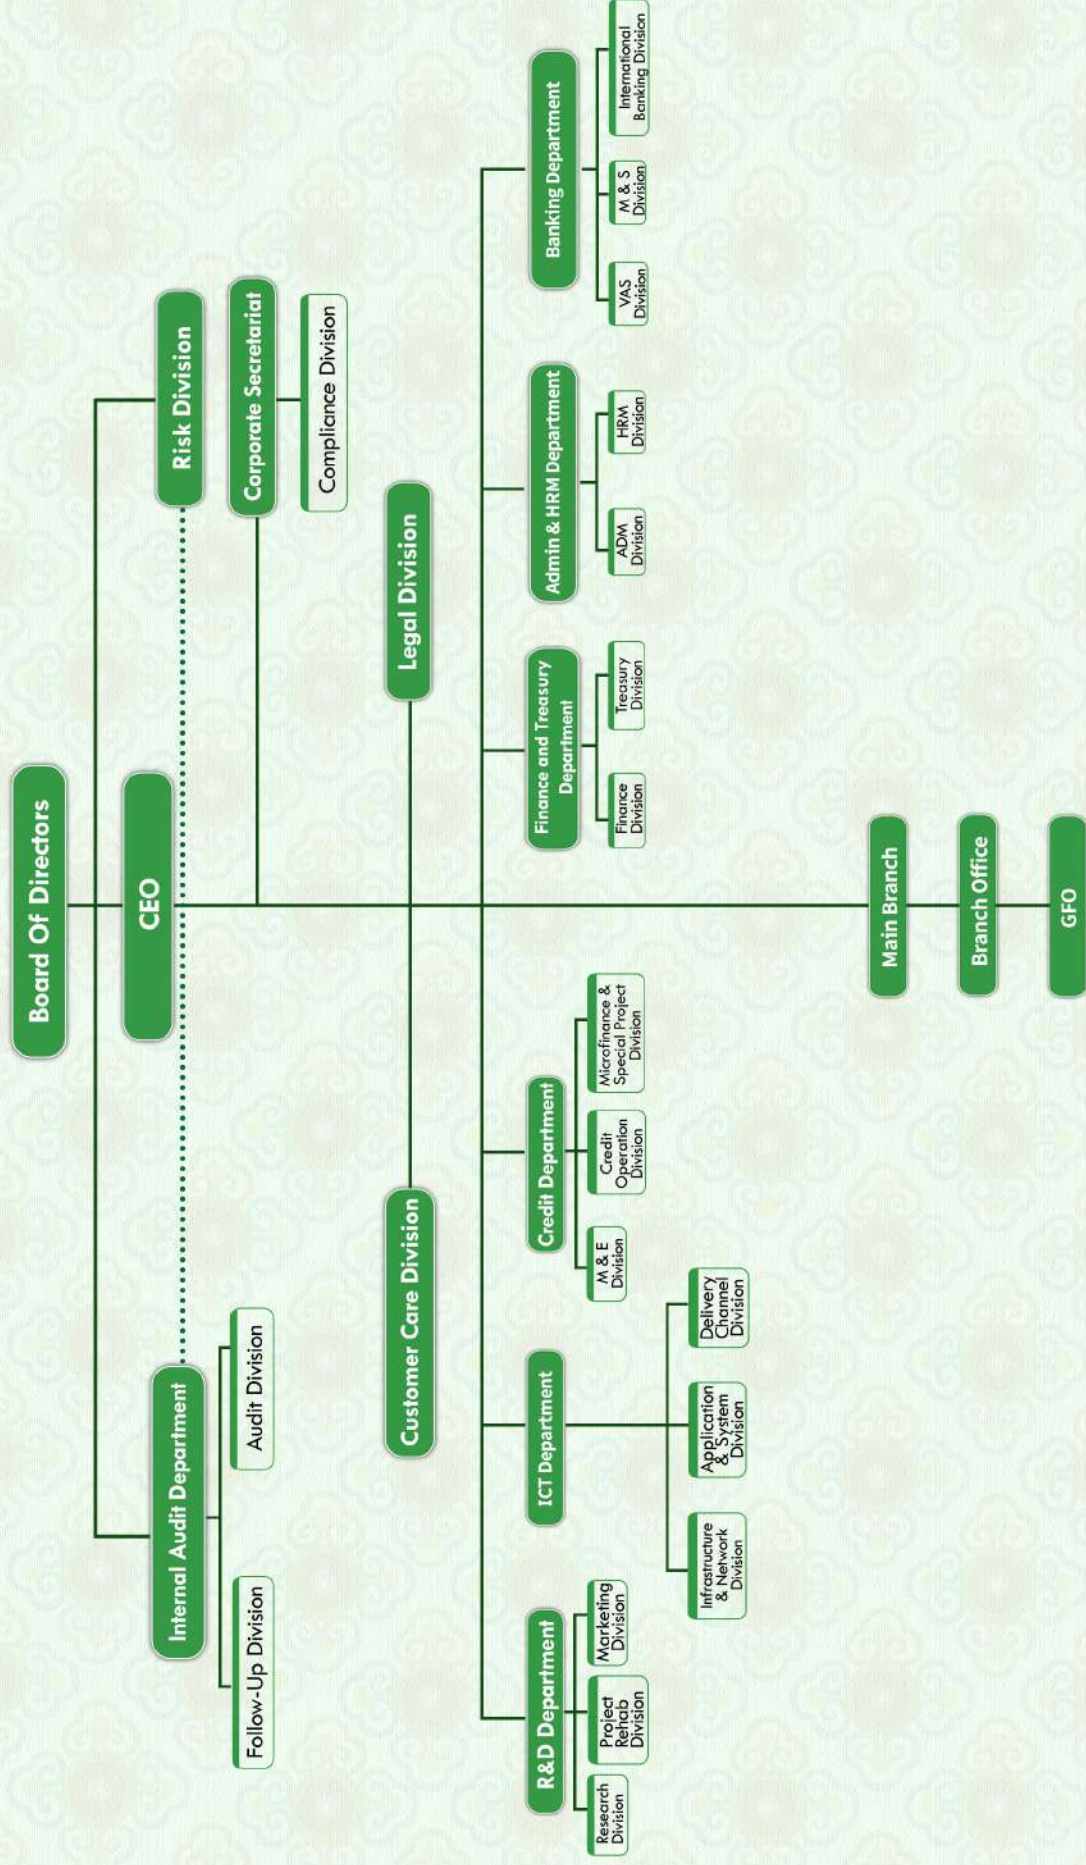 Board Of Directors
CEO
Internal Audit Department
Risk Division
Follow-Up Division
Audit Division
Corporate Secretariat
Compliance Division
Customer Care Division
Legal Division
R&D Department
Research
Division
Project
Rehab
Division
Marketing
Division
ICT Department
Infrastructure
& Network
Division
Application
& System
Division
Delivery
Channel
Division
Credit Department
M & E
Division
Credit
Operation
Division
Microfinance &
Special Project
Division
Finance and Treasury
Department
Finance
Division
Treasury
Division
Admin & HRM Department
ADM
Division
HRM
Division
Banking Department
VAS
Division
M & S
Division
International
Banking Division
Main Branch
Branch Office
GFO